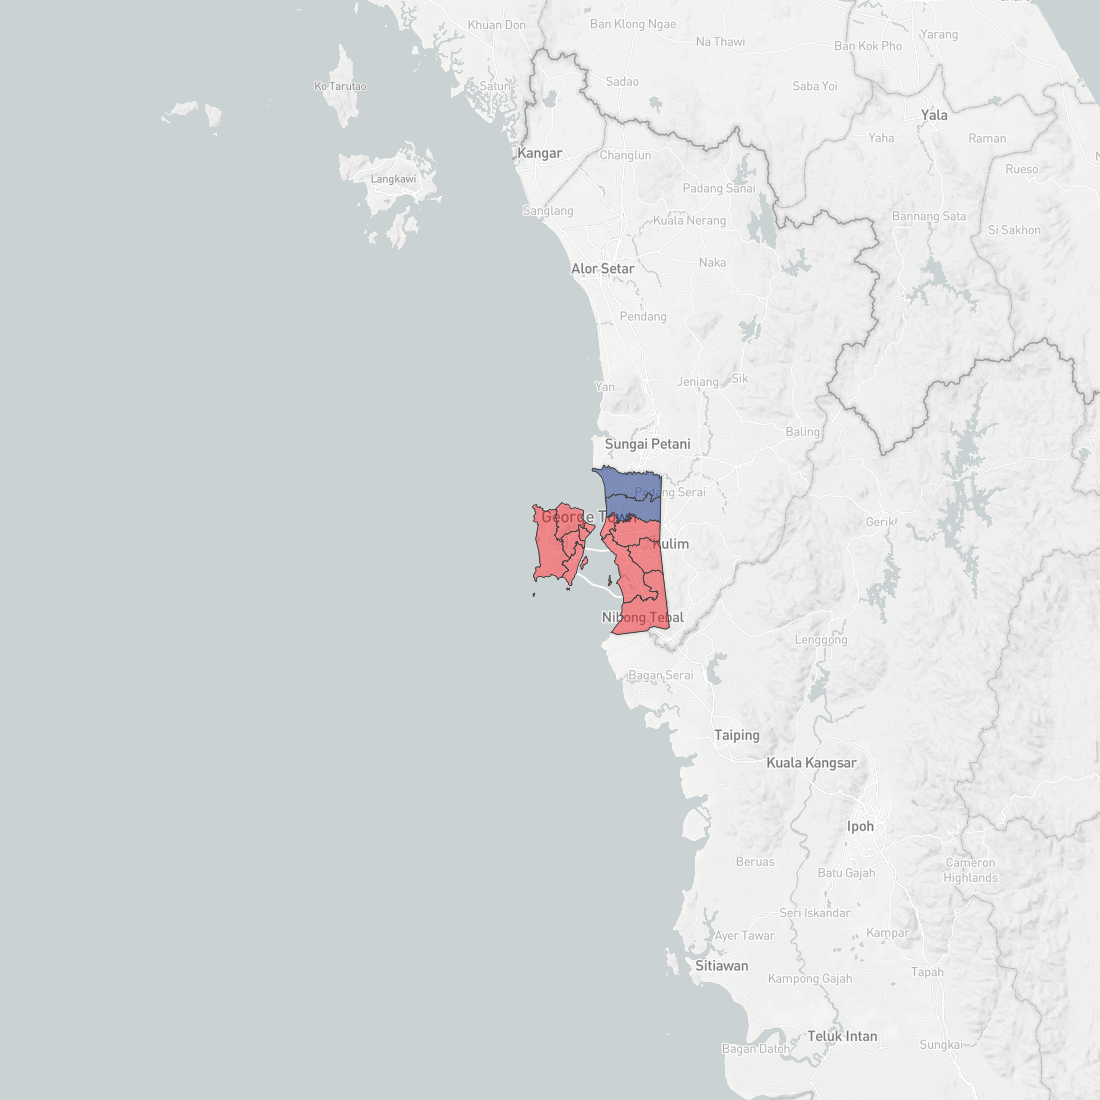 Khuan Don
Ban Klong Ngae
Na Thawi
Ban Kok Pho
Yarang
Ko Tarutao
Satun
Sadao
Saba Yoi
Yala
Yaha
Raman
Kangar
Changlun
Rueso
Langkawi
Padang Sanai
Sanglang
Kuala Nerang
Bannang Sata
Si Sakhon
Alor Setar
Naka
Pendang
Yan
Jeniang
Sik
Baling
Sungai Petani
Padang Serai
George Town
Gerik
Kulim
Nibong Tebal
Lenggong
Bagan Serai
Taiping
Kuala Kangsar
Ipoh
Beruas
Batu Gajah
Cameron
Highlands
Seri Iskandar
Ayer Tawar
Kampar
Sitiawan
Kampong Gajah
Tapah
Teluk Intan
Bagan Datoh
Sungkai